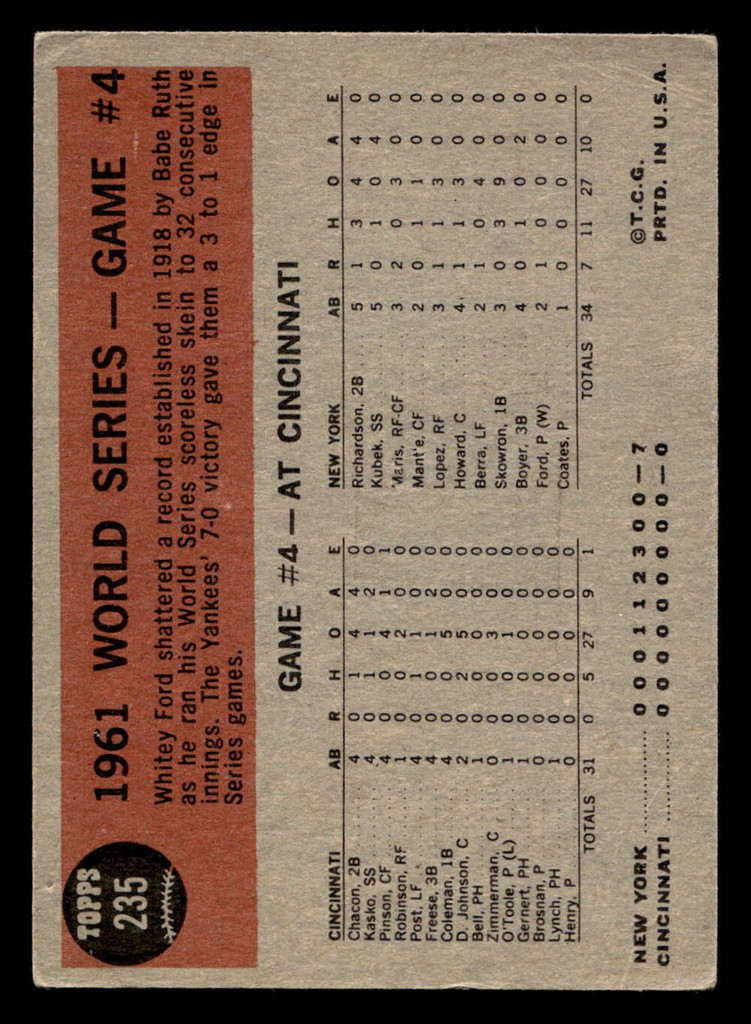 TOPPS
235
1961 WORLD SERIES — GAME #4
Whitey Ford shattered a record established in 1918 by Babe Ruth
as he ran his World Series scoreless skein to 32 consecutive
innings. The Yankees' 7-0 victory gave them a 3 to 1 edge in
Series games.
GAME #4 — AT CINCINNATI
CINCINNATI AB R H O A E
Chacon, 2B 4 0 1 4 4 0
Kasko, SS 4 0 1 1 2 0
Pinson, CF 4 0 0 4 1 1
Robinson, RF 1 0 0 2 0 0
Post, LF 4 0 1 1 0 0
Freese, 3B 4 0 0 1 2 0
Coleman, 1B 4 0 0 5 0 0
D. Johnson, C 2 0 2 5 0 0
Bell, PH 1 0 0 0 0 0
Zimmerman, C 0 0 0 3 0 0
O'Toole, P (L) 1 0 0 1 0 0
Gernert, PH 1 0 0 0 0 0
Brosnan, P 0 0 0 0 0 0
Lynch, PH 1 0 0 0 0 0
Henry, P 0 0 0 0 0 0
TOTALS 31 0 5 27 9 1
NEW YORK AB R H O A E
Richardson, 2B 5 1 3 4 4 0
Kubek, SS 5 0 1 0 4 0
Maris, RF-CF 3 2 0 3 0 0
Mantle, CF 2 0 1 1 0 0
Lopez, RF 3 1 1 3 0 0
Howard, C 4 1 1 3 0 0
Berra, LF 2 1 0 4 0 0
Skowron, 1B 3 0 3 9 0 0
Boyer, 3B 4 0 1 0 2 0
Ford, P (W) 2 1 0 0 0 0
Coates, P 1 0 0 0 0 0
TOTALS 34 7 11 27 10 0
NEW YORK ............ 0 0 0 1 1 2 3 0 0 — 7
CINCINNATI ............ 0 0 0 0 0 0 0 0 0 — 0
©T.C.G.
PRTD. IN U.S.A.